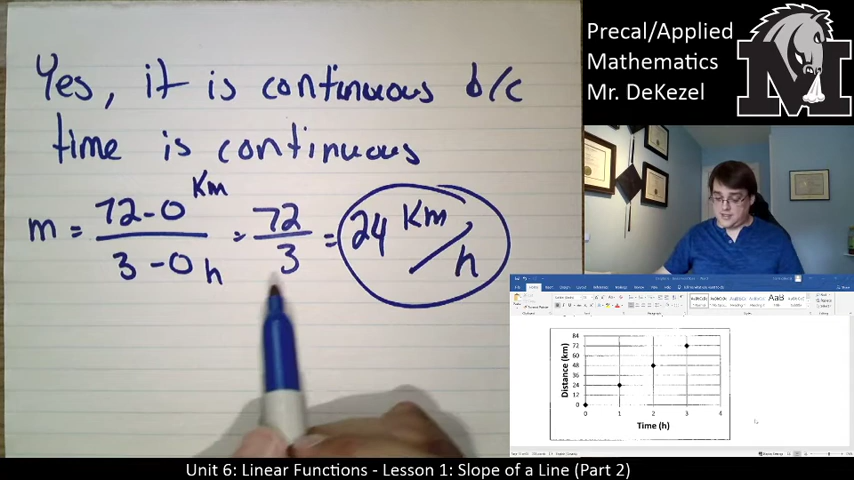 Yes, it is continuous b/c
time is continuous
m = 72-0 Km / 3-0 h = 72/3 = 24 Km/h
Precal/Applied
Mathematics
Mr. DeKezel
M
84
72
60
48
36
24
12
0
Distance (km)
0 1 2 3 4
Time (h)
Unit 6: Linear Functions - Lesson 1: Slope of a Line (Part 2)